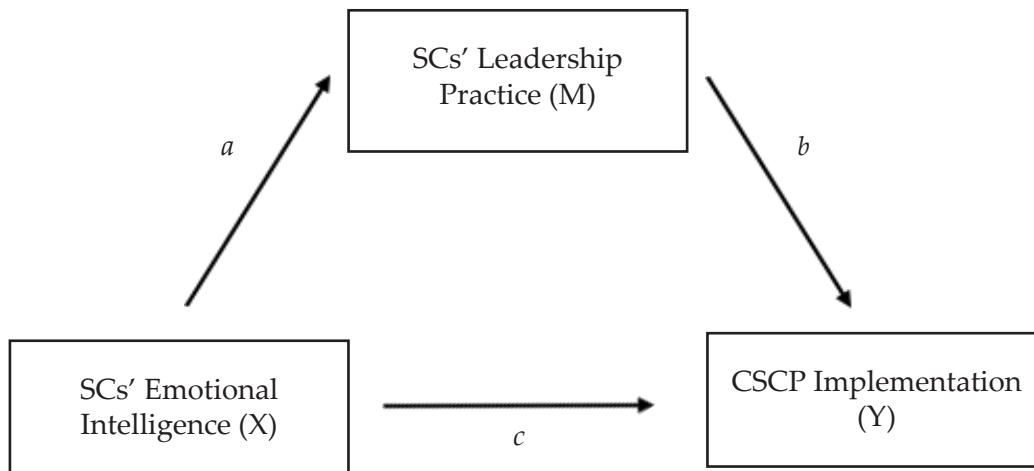 SCs’ Leadership
Practice (M)
a
b
SCs’ Emotional
Intelligence (X)
CSCP Implementation
(Y)
c